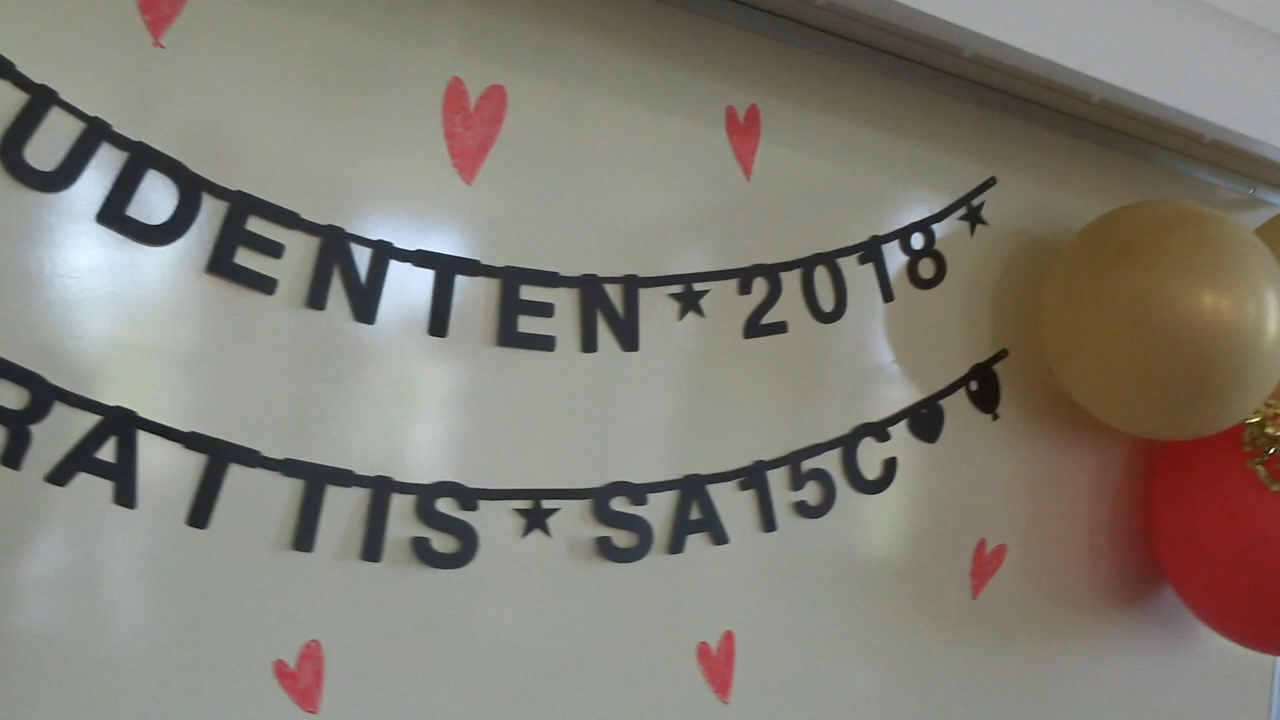 UDENTEN ★ 2018 ★
RATTIS ★ SA15C